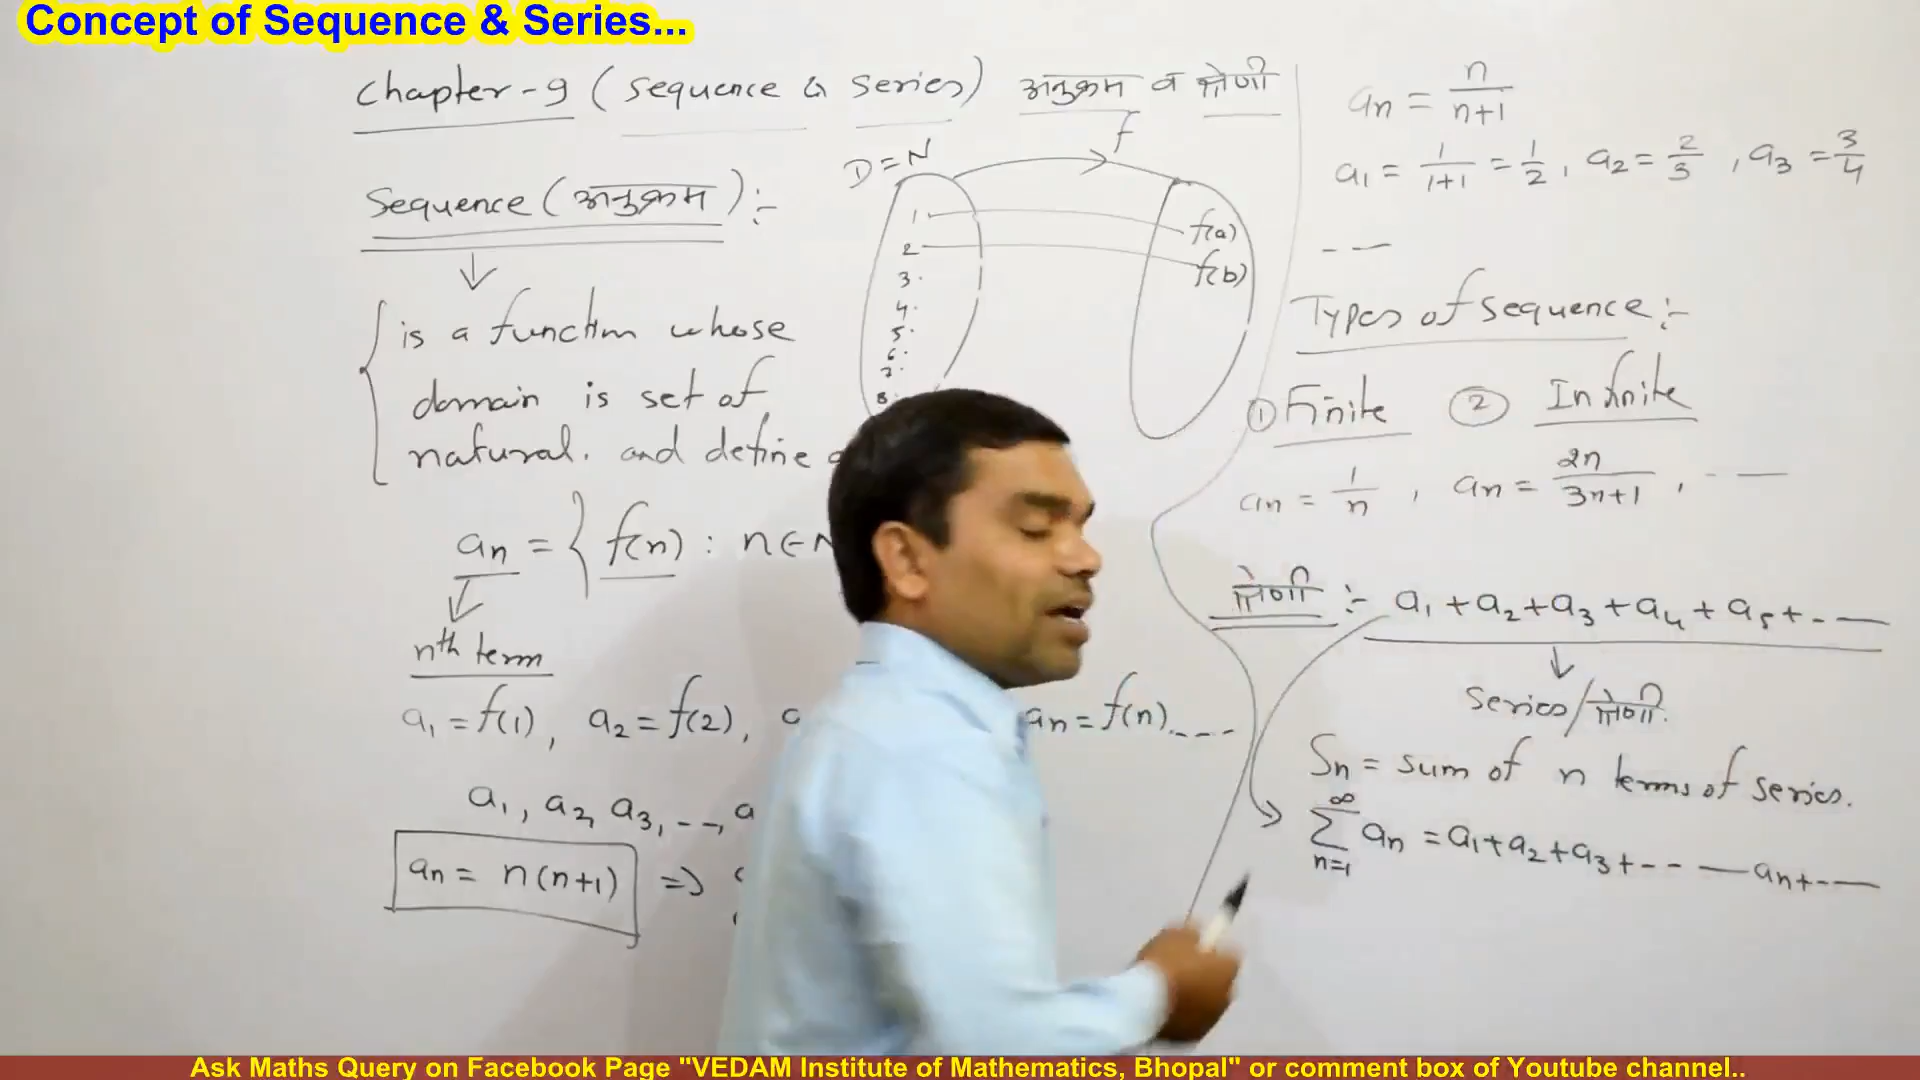 Concept of Sequence & Series...
Chapter-9 (Sequence & Series) अनुक्रम व श्रेणी
Sequence (अनुक्रम) :-
is a function whose
domain is set of
natural. and define
an = { f(n) : n ∈ N
nth term
a1 = f(1), a2 = f(2), an = f(n)....
a1, a2, a3, --, a
an = n(n+1) =>
D = N f
1
2
3
4
5
6
7
8
f(a)
f(b)
an = n/(n+1)
a1 = 1/(1+1) = 1/2, a2 = 2/3, a3 = 3/4
- —
Types of Sequence :-
① Finite ② Infinite
an = 1/n, an = 2n/(3n+1), - —
श्रेणी :- a1 + a2 + a3 + a4 + a5 + - —
Series/श्रेणी.
Sn = sum of n terms of series.
∞∑n=1 an = a1+a2+a3+-- — an+-—
Ask Maths Query on Facebook Page "VEDAM Institute of Mathematics, Bhopal" or comment box of Youtube channel..